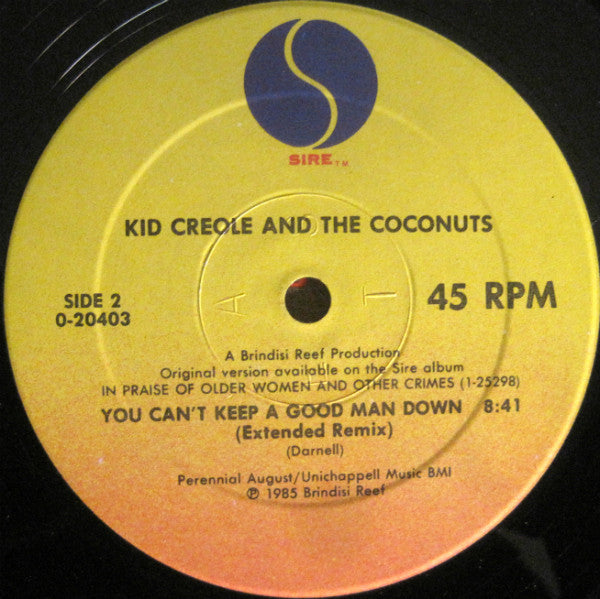 SIRE TM
KID CREOLE AND THE COCONUTS
SIDE 2
0-20403
45 RPM
A Brindisi Reef Production
Original version available on the Sire album
IN PRAISE OF OLDER WOMEN AND OTHER CRIMES (1-25298)
YOU CAN'T KEEP A GOOD MAN DOWN 8:41
(Extended Remix)
(Darnell)
Perennial August/Unichappell Music BMI
℗ 1985 Brindisi Reef